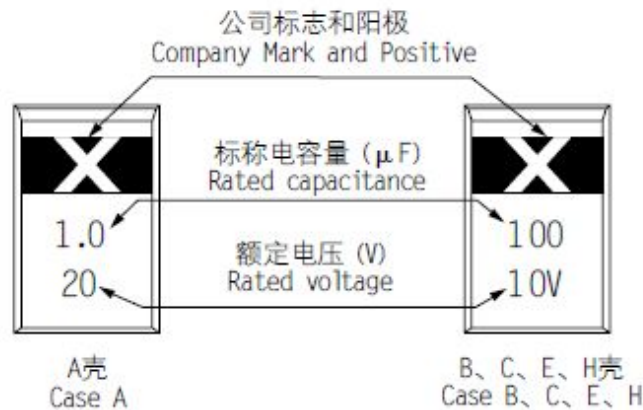 公司标志和阳极
Company Mark and Positive
X
X
标称电容量 (μF)
Rated capacitance
1.0
100
额定电压 (V)
Rated voltage
20
10V
A壳
Case A
B、C、E、H壳
Case B、C、E、H